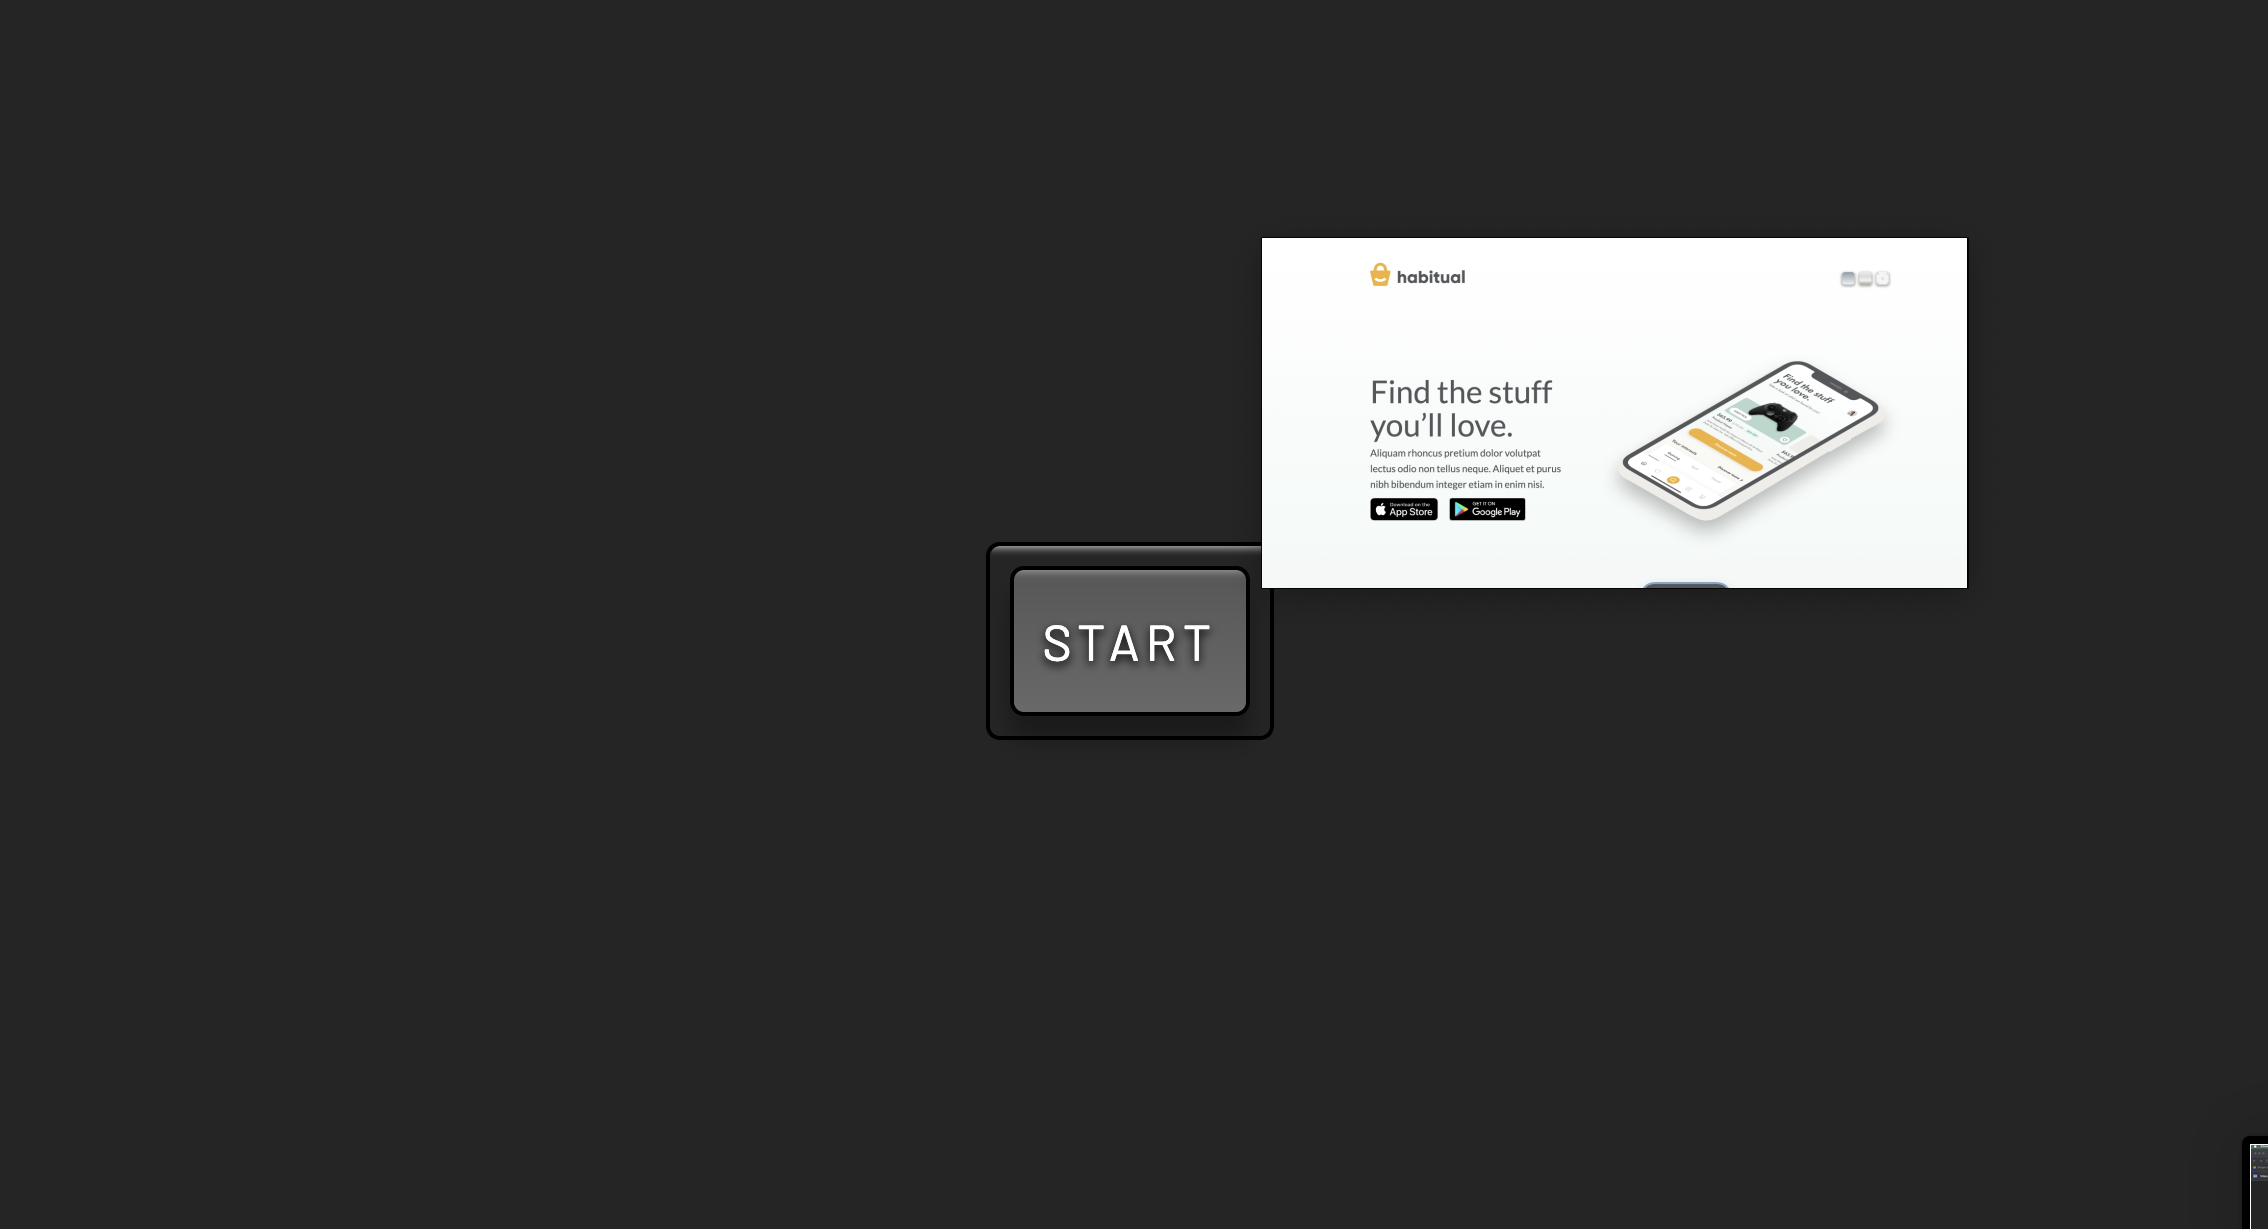 habitual
Find the stuff
you’ll love.
Aliquam rhoncus pretium dolor volutpat
lectus odio non tellus neque. Aliquet et purus
nibh bibendum integer etiam in enim nisi.
Download on the
App Store
GET IT ON
Google Play
Find the stuff
you love.
START